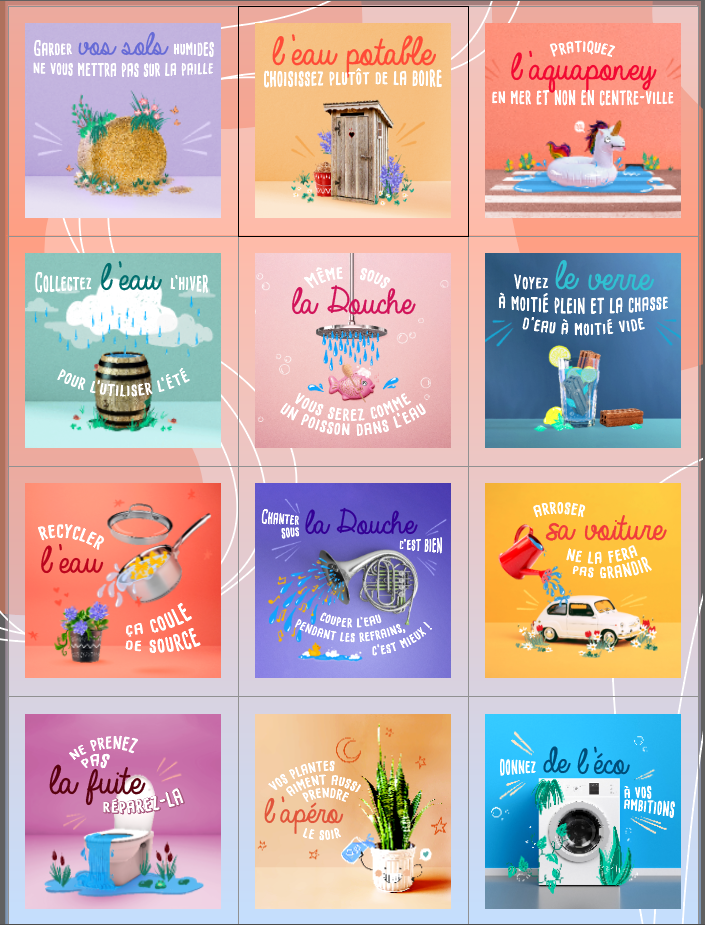 GARDER vos sols HUMIDES
NE VOUS METTRA PAS SUR LA PAILLE
l'eau potable
CHOISISSEZ PLUTÔT DE LA BOIRE
PRATIQUEZ
l'aquaponey
EN MER ET NON EN CENTRE-VILLE
COLLECTEZ l'eau L'HIVER
POUR L'UTILISER L'ÉTÉ
MÊME SOUS
la Douche
VOUS SEREZ COMME
UN POISSON DANS L'EAU
VOYEZ le verre
À MOITIÉ PLEIN ET LA CHASSE
D'EAU À MOITIÉ VIDE
RECYCLER
l'eau
ÇA COULE
DE SOURCE
CHANTER
SOUS la Douche
C'EST BIEN
COUPER L'EAU
PENDANT LES REFRAINS,
C'EST MIEUX !
ARROSER
sa voiture
NE LA FERA
PAS GRANDIR
NE PRENEZ
PAS
la fuite
RÉPAREZ-LA
VOS PLANTES
AIMENT AUSSI
PRENDRE
l'apéro
LE SOIR
DONNEZ de l'éco
À VOS
AMBITIONS